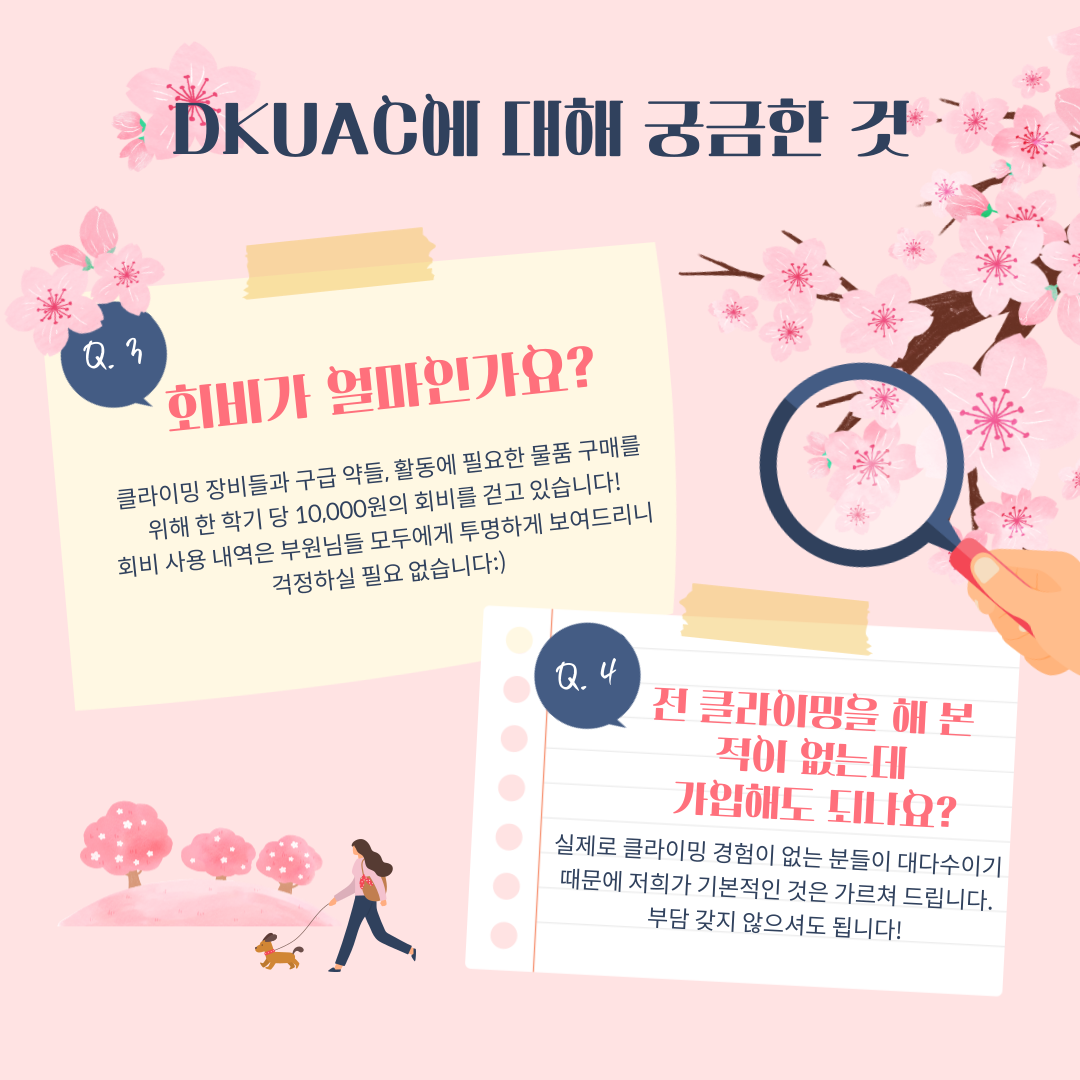 DKUAC에 대해 궁금한 것
Q. 3
회비가 얼마인가요?
클라이밍 장비들과 구급 약들, 활동에 필요한 물품 구매를
위해 한 학기 당 10,000원의 회비를 걷고 있습니다!
회비 사용 내역은 부원님들 모두에게 투명하게 보여드리니
걱정하실 필요 없습니다:)
Q. 4
전 클라이밍을 해 본
적이 없는데
가입해도 되나요?
실제로 클라이밍 경험이 없는 분들이 대다수이기
때문에 저희가 기본적인 것은 가르쳐 드립니다.
부담 갖지 않으셔도 됩니다!